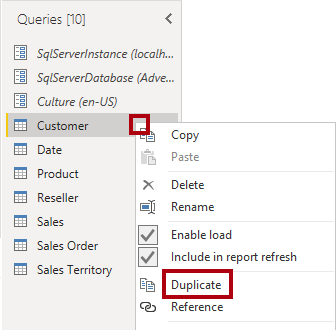 Queries [10]
SqlServerInstance (localh...
SqlServerDatabase (Adve...
Culture (en-US)
Customer
Date
Product
Reseller
Sales
Sales Order
Sales Territory
Copy
Paste
Delete
Rename
Enable load
Include in report refresh
Duplicate
Reference